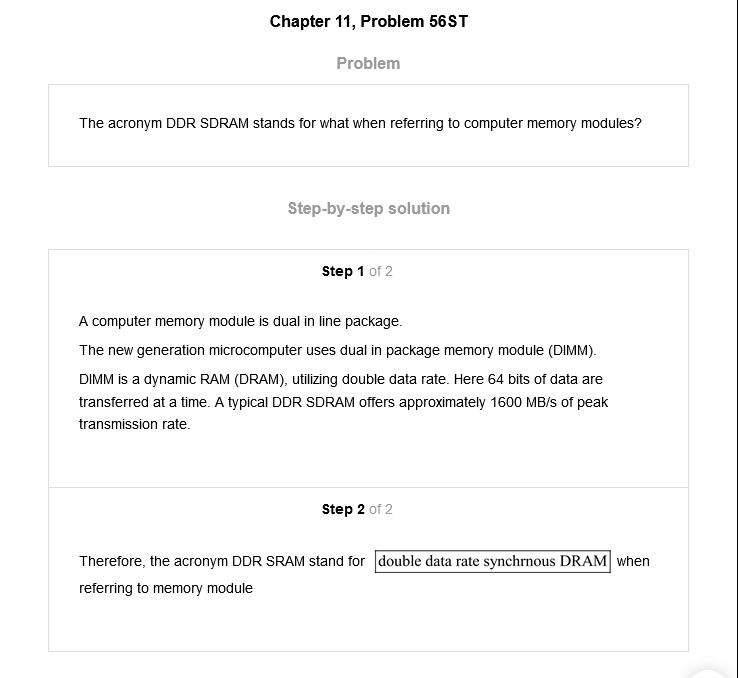 Chapter 11, Problem 56ST
Problem
The acronym DDR SDRAM stands for what when referring to computer memory modules?
Step-by-step solution
Step 1 of 2
A computer memory module is dual in line package.
The new generation microcomputer uses dual in package memory module (DIMM).
DIMM is a dynamic RAM (DRAM), utilizing double data rate. Here 64 bits of data are
transferred at a time. A typical DDR SDRAM offers approximately 1600 MB/s of peak
transmission rate.
Step 2 of 2
Therefore, the acronym DDR SRAM stand for double data rate synchrnous DRAM when
referring to memory module